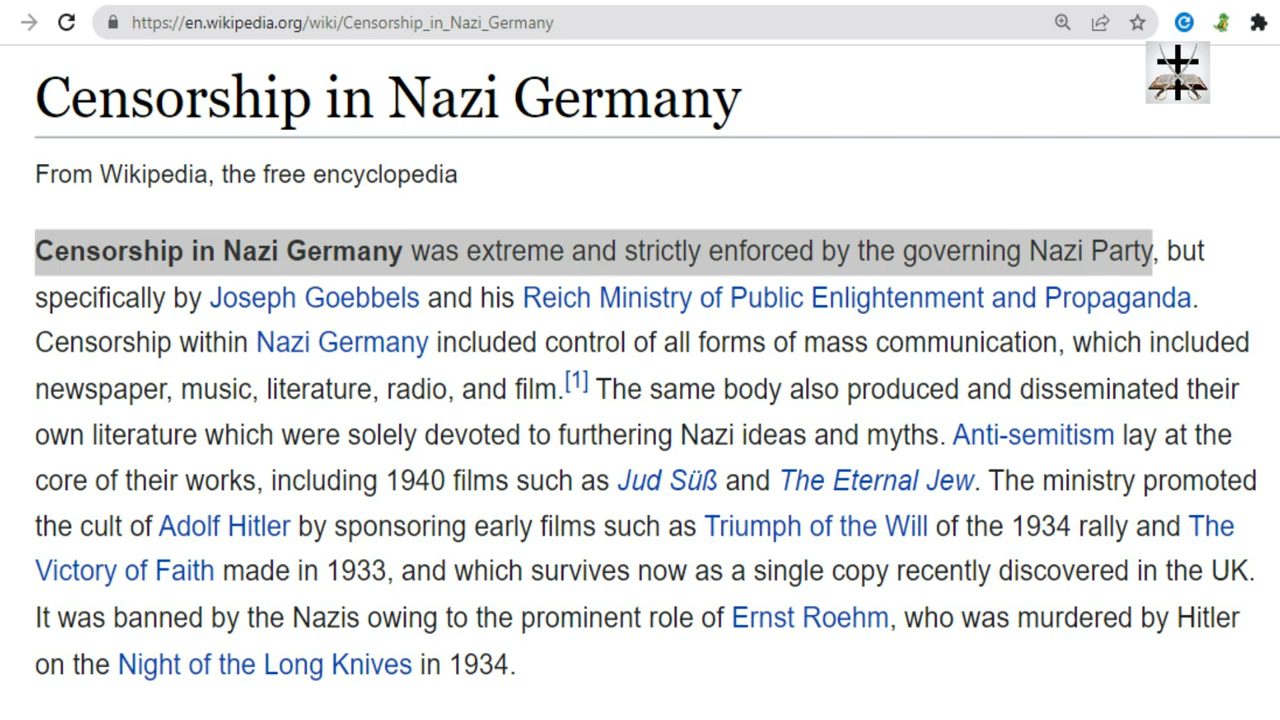 https://en.wikipedia.org/wiki/Censorship_in_Nazi_Germany
Censorship in Nazi Germany
From Wikipedia, the free encyclopedia
Censorship in Nazi Germany was extreme and strictly enforced by the governing Nazi Party, but
specifically by Joseph Goebbels and his Reich Ministry of Public Enlightenment and Propaganda.
Censorship within Nazi Germany included control of all forms of mass communication, which included
newspaper, music, literature, radio, and film.[1] The same body also produced and disseminated their
own literature which were solely devoted to furthering Nazi ideas and myths. Anti-semitism lay at the
core of their works, including 1940 films such as Jud Süß and The Eternal Jew. The ministry promoted
the cult of Adolf Hitler by sponsoring early films such as Triumph of the Will of the 1934 rally and The
Victory of Faith made in 1933, and which survives now as a single copy recently discovered in the UK.
It was banned by the Nazis owing to the prominent role of Ernst Roehm, who was murdered by Hitler
on the Night of the Long Knives in 1934.